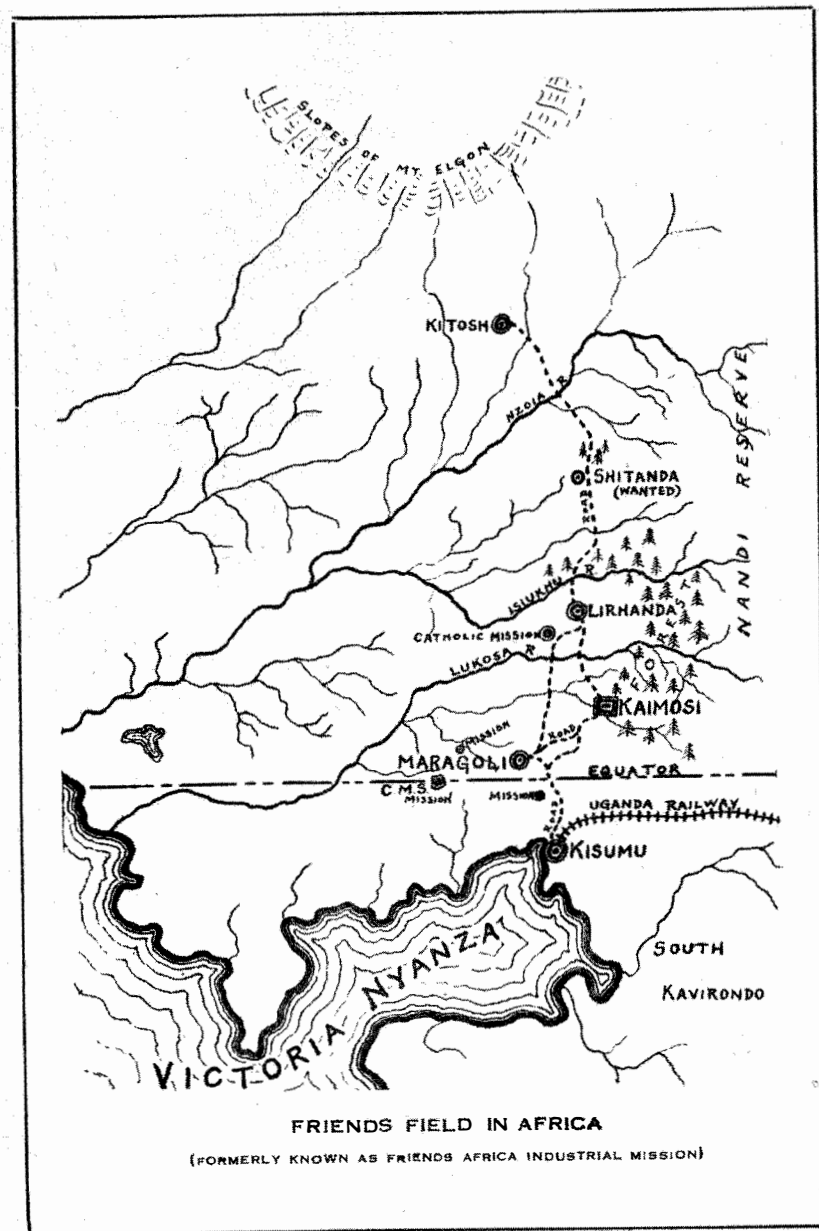 SLOPES OF MT. ELGON
KITOSH
NZOIA R
NANDI RESERVE
SHITANDA
(WANTED)
ISIUKHU R
LIRHANDA
FOREST
CATHOLIC MISSION
LUKOSA R
KAIMOSI
MISSION
ROAD
MARAGOLI
EQUATOR
C.M.S.
MISSION
MISSION
UGANDA RAILWAY
KISUMU
SOUTH
KAVIRONDO
VICTORIA NYANZA
FRIENDS FIELD IN AFRICA
(FORMERLY KNOWN AS FRIENDS AFRICA INDUSTRIAL MISSION)